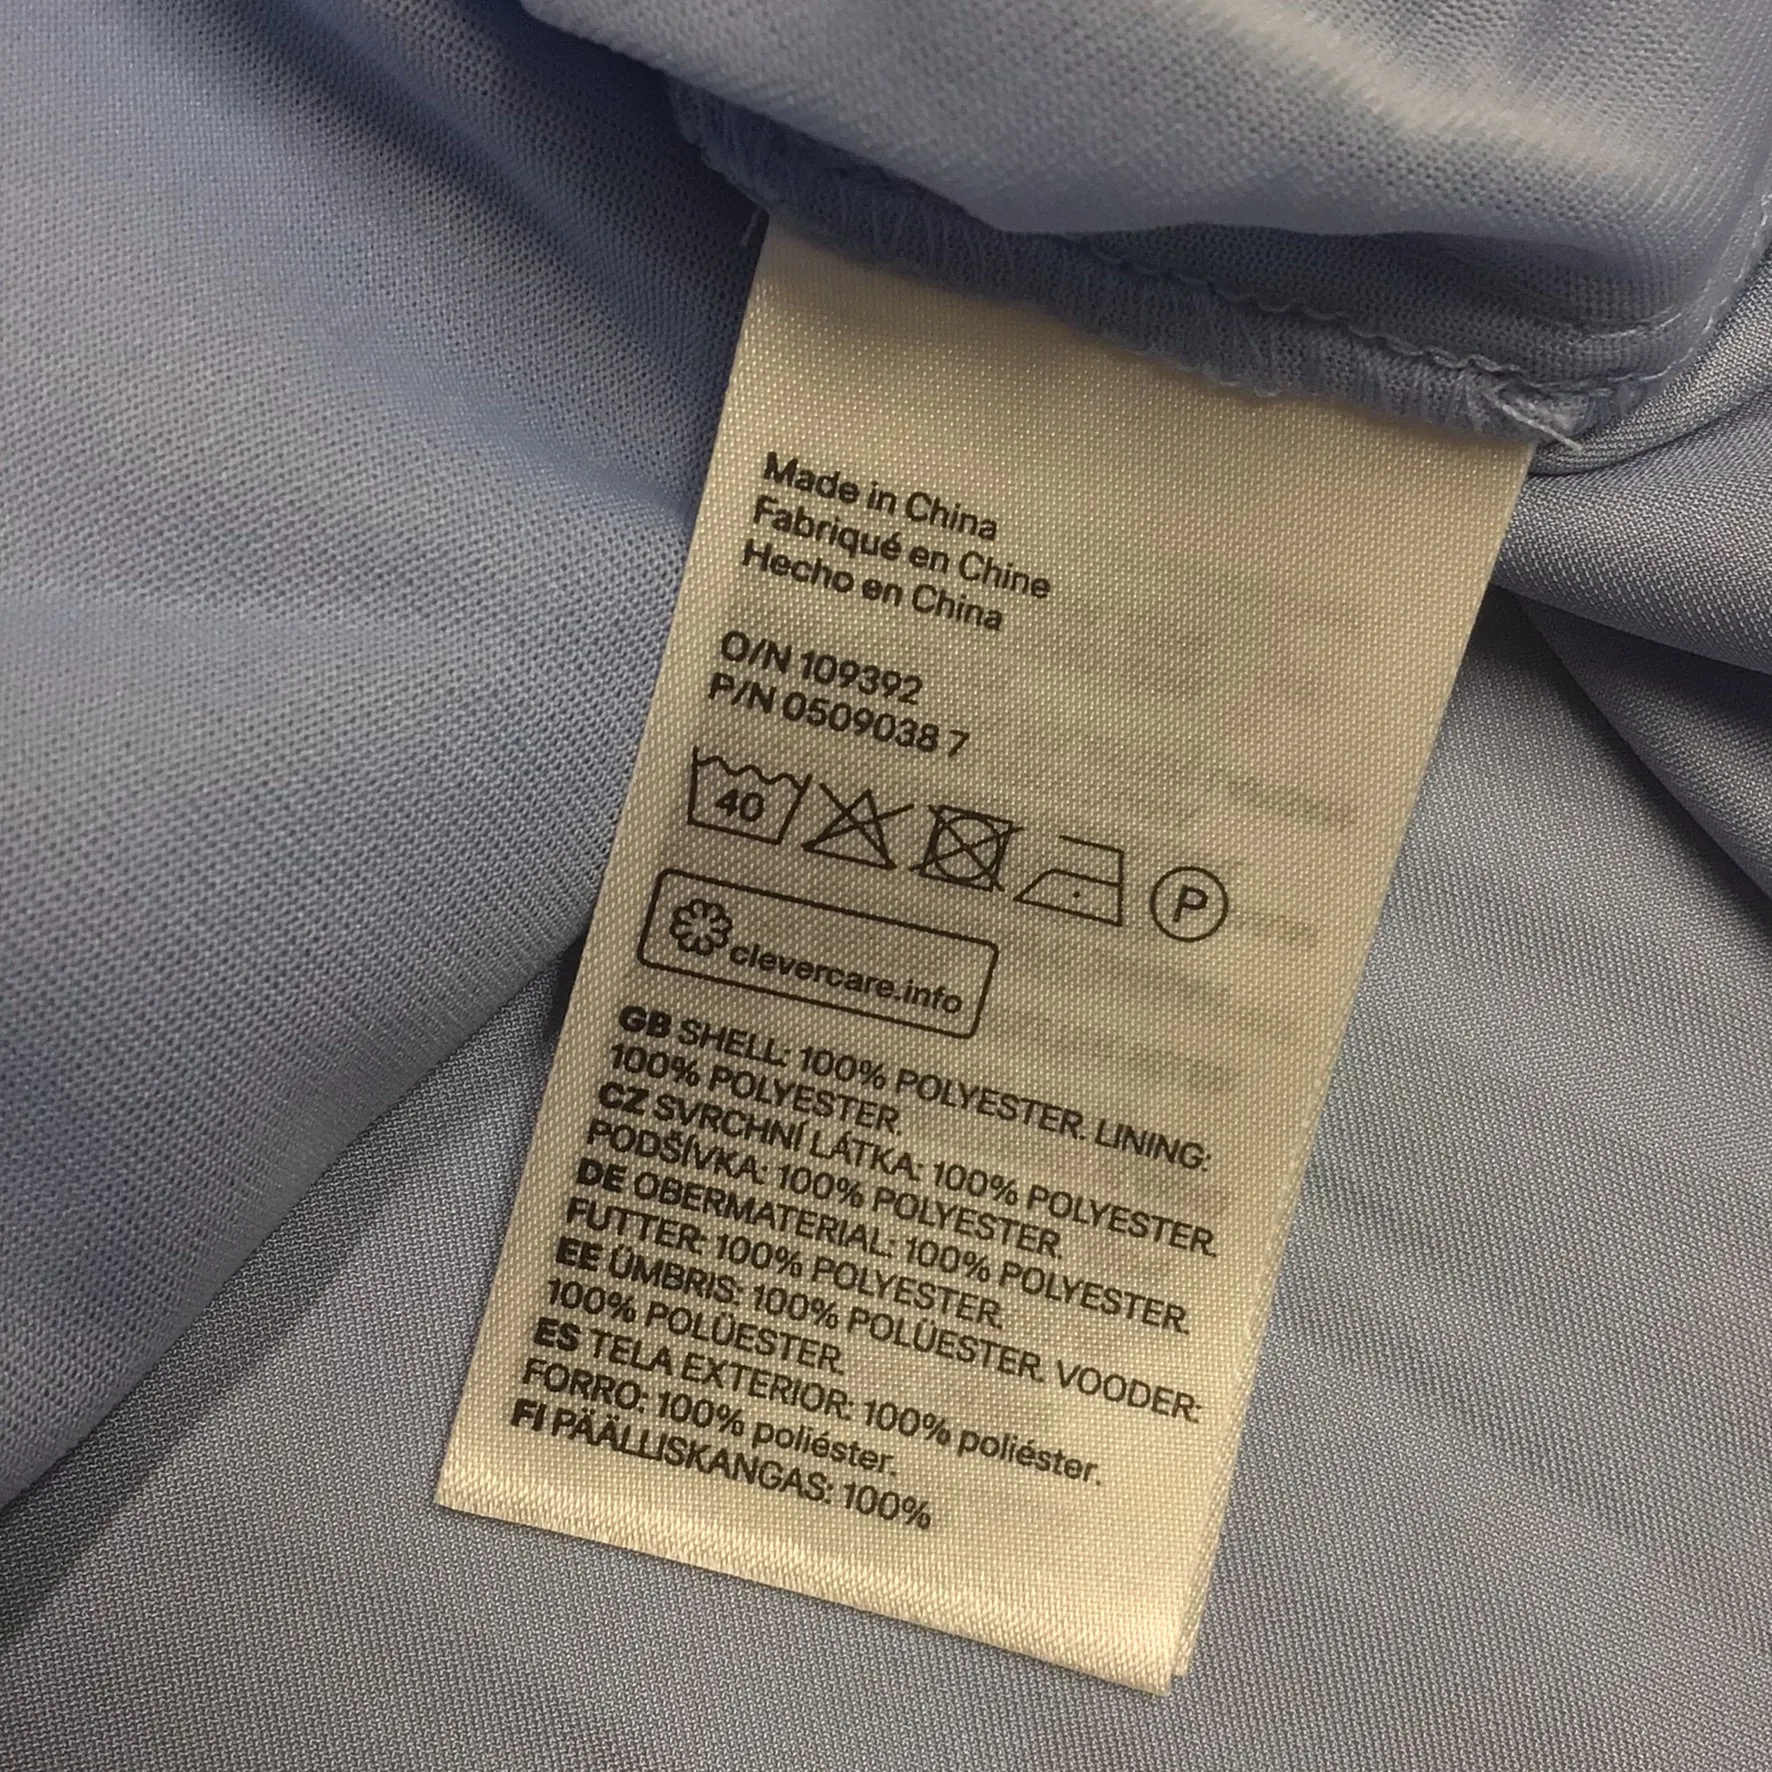 Made in China
Fabriqué en Chine
Hecho en China
O/N 109392
P/N 0509038 7
40
P
clevercare.info
GB SHELL: 100% POLYESTER. LINING:
100% POLYESTER.
CZ SVRCHNÍ LÁTKA: 100% POLYESTER.
PODŠÍVKA: 100% POLYESTER.
DE OBERMATERIAL: 100% POLYESTER.
FUTTER: 100% POLYESTER.
EE ÜMBRIS: 100% POLÜESTER. VOODER:
100% POLÜESTER.
ES TELA EXTERIOR: 100% poliéster.
FORRO: 100% poliéster.
FI PÄÄLLISKANGAS: 100%